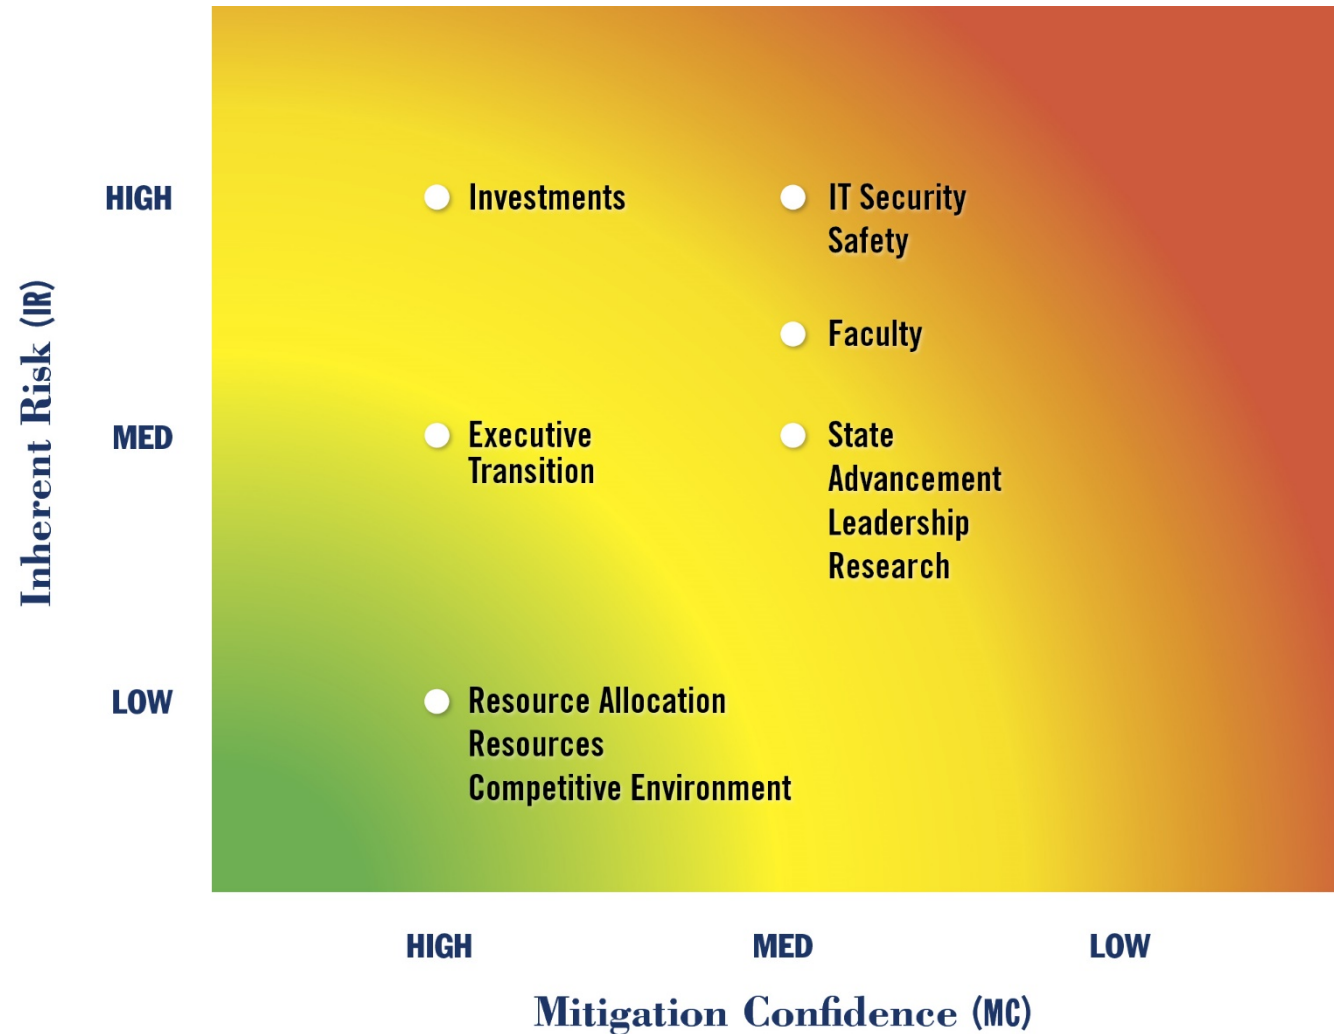 HIGH
Investments
IT Security
Safety
Faculty
Inherent Risk (IR)
MED
Executive
Transition
State
Advancement
Leadership
Research
LOW
Resource Allocation
Resources
Competitive Environment
HIGH
MED
LOW
Mitigation Confidence (MC)